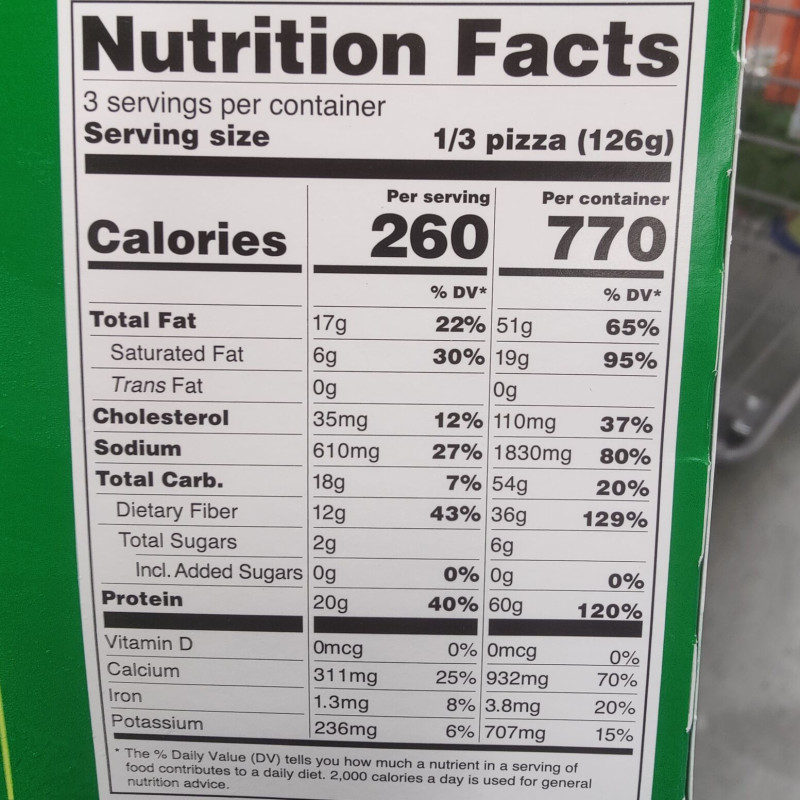 Nutrition Facts
3 servings per container
Serving size 1/3 pizza (126g)
Per serving Per container
Calories 260 770
% DV* % DV*
Total Fat 17g 22% 51g 65%
Saturated Fat 6g 30% 19g 95%
Trans Fat 0g 0g
Cholesterol 35mg 12% 110mg 37%
Sodium 610mg 27% 1830mg 80%
Total Carb. 18g 7% 54g 20%
Dietary Fiber 12g 43% 36g 129%
Total Sugars 2g 6g
Incl. Added Sugars 0g 0% 0g 0%
Protein 20g 40% 60g 120%
Vitamin D 0mcg 0% 0mcg 0%
Calcium 311mg 25% 932mg 70%
Iron 1.3mg 8% 3.8mg 20%
Potassium 236mg 6% 707mg 15%
* The % Daily Value (DV) tells you how much a nutrient in a serving of
food contributes to a daily diet. 2,000 calories a day is used for general
nutrition advice.